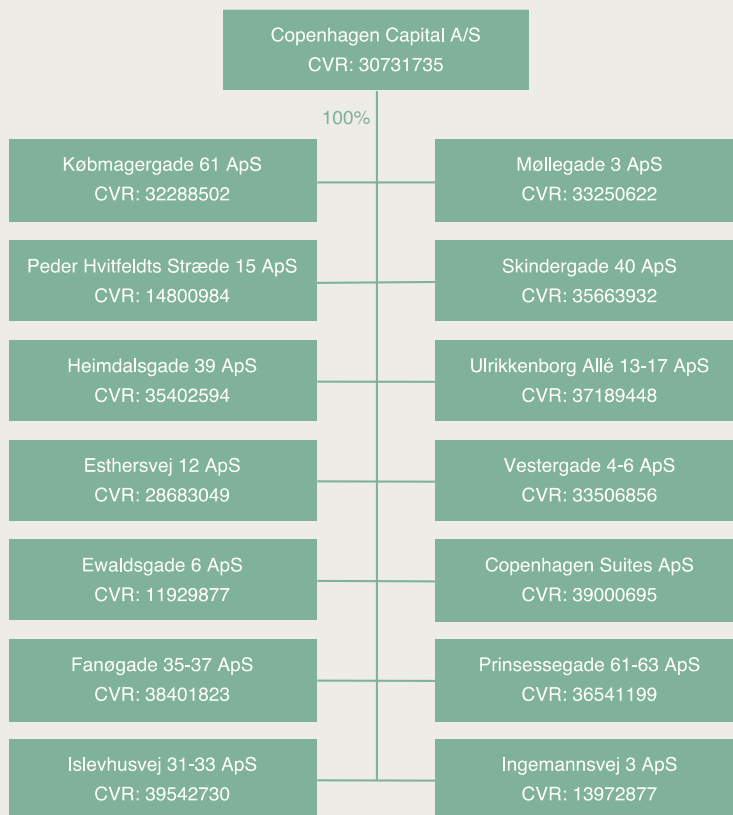 Copenhagen Capital A/S
CVR: 30731735
100%
Købmagergade 61 ApS
CVR: 32288502
Møllegade 3 ApS
CVR: 33250622
Peder Hvitfeldts Stræde 15 ApS
CVR: 14800984
Skindergade 40 ApS
CVR: 35663932
Heimdalsgade 39 ApS
CVR: 35402594
Ulrikkenborg Allé 13-17 ApS
CVR: 37189448
Esthersvej 12 ApS
CVR: 28683049
Vestergade 4-6 ApS
CVR: 33506856
Ewaldsgade 6 ApS
CVR: 11929877
Copenhagen Suites ApS
CVR: 39000695
Fanøgade 35-37 ApS
CVR: 38401823
Prinsessegade 61-63 ApS
CVR: 36541199
Islevhusvej 31-33 ApS
CVR: 39542730
Ingemannsvej 3 ApS
CVR: 13972877